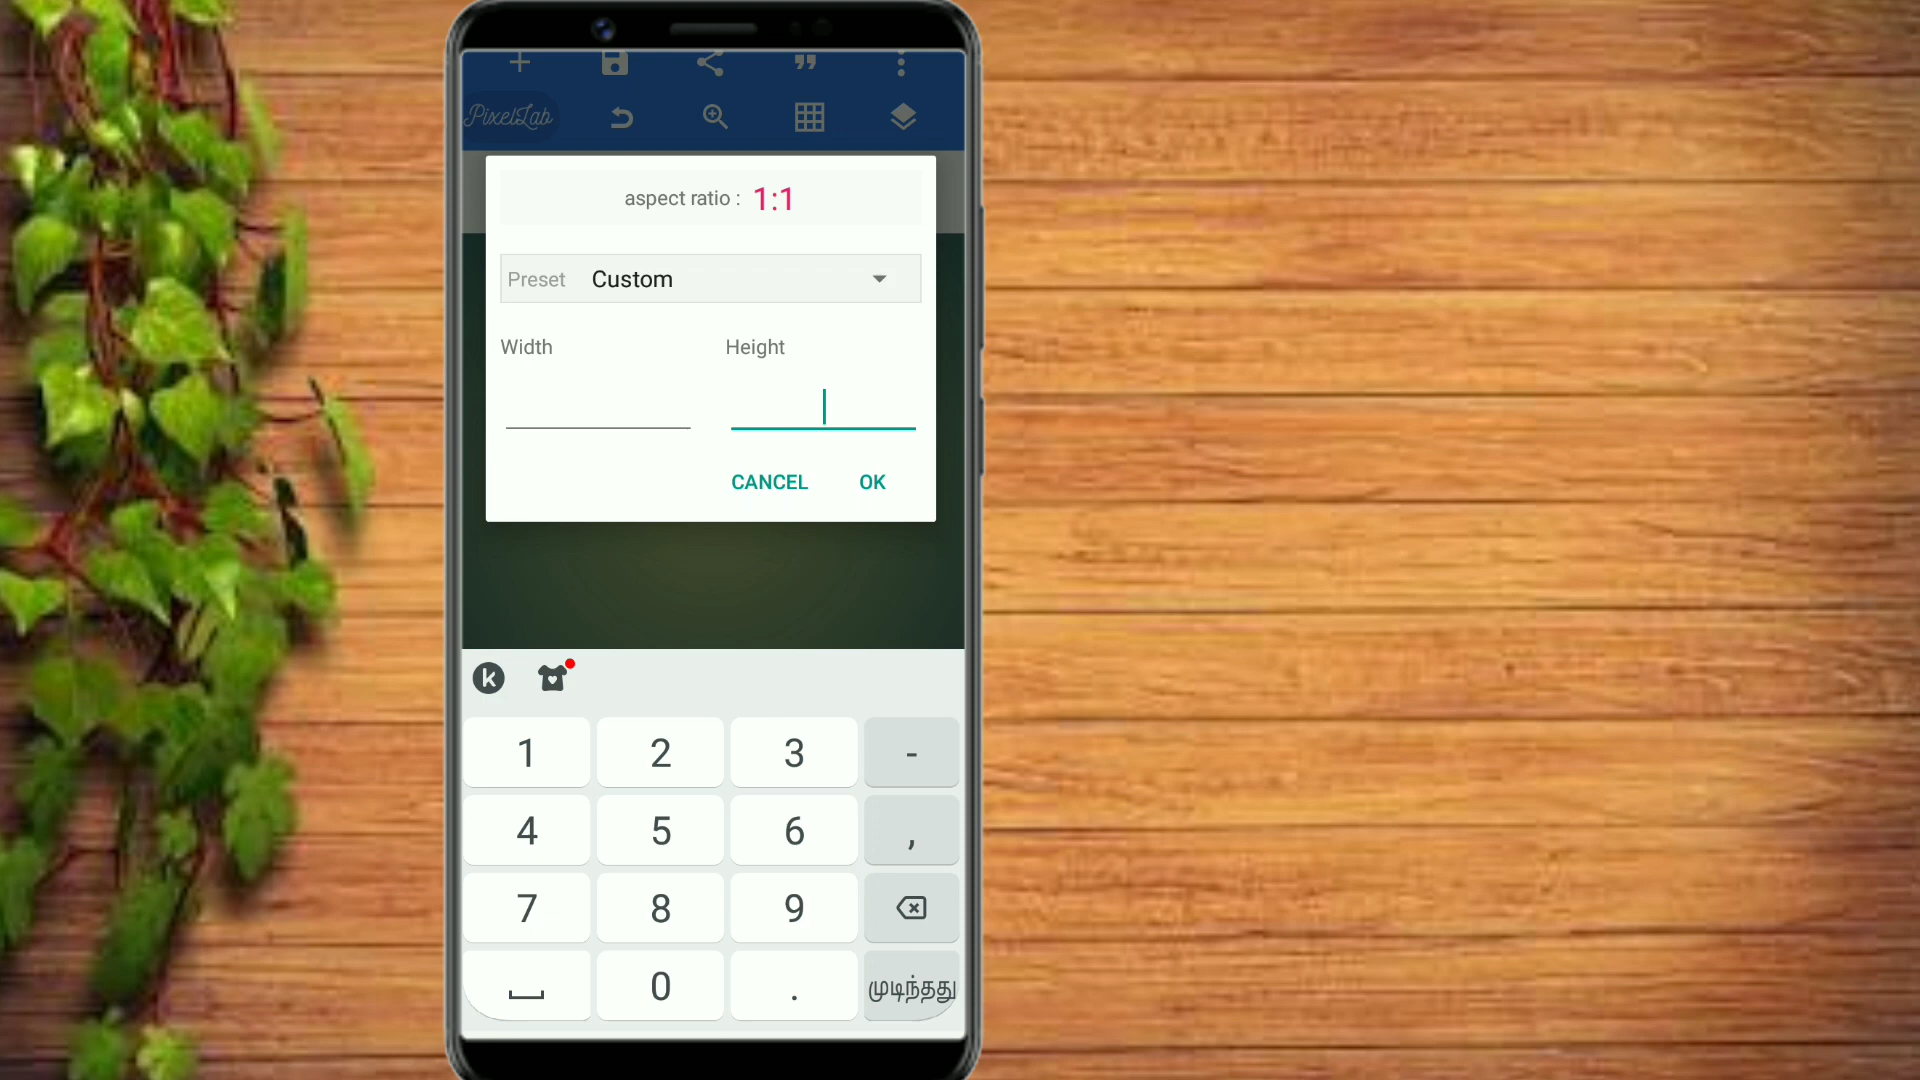 PixelLab
aspect ratio : 1:1
Preset Custom
Width Height
CANCEL OK
k
1 2 3 -
4 5 6 ,
7 8 9
0 . முடிந்தது